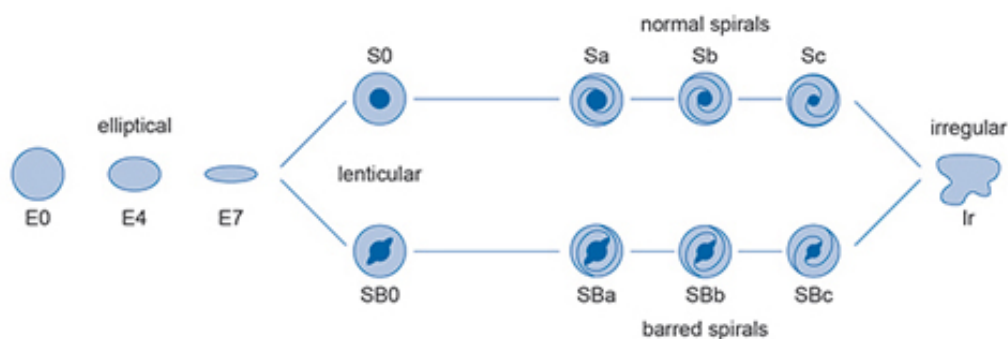 normal spirals
S0 Sa Sb Sc
elliptical irregular
lenticular
E0 E4 E7 Ir
SB0 SBa SBb SBc
barred spirals